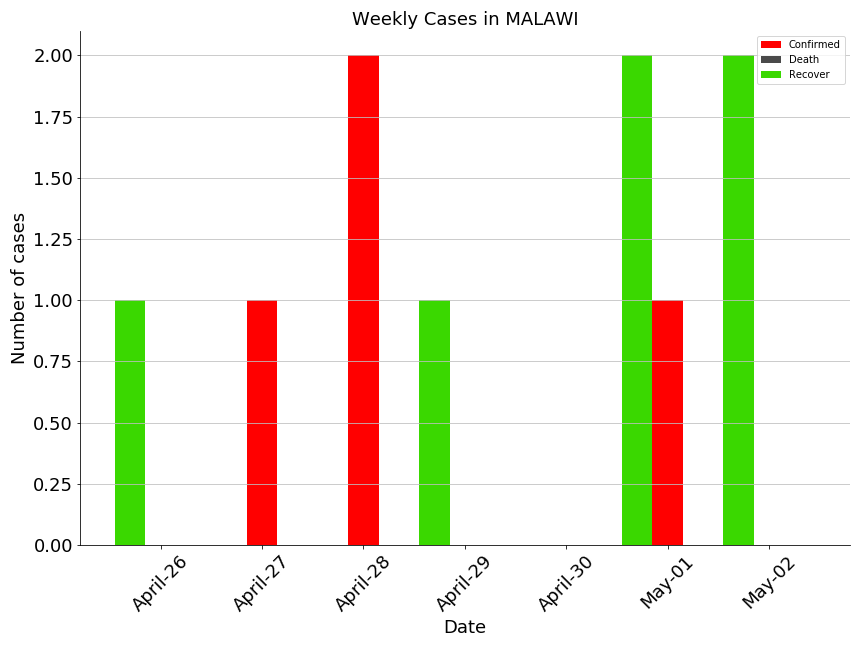 Weekly Cases in MALAWI
Confirmed
Death
Recover
Number of cases
2.00
1.75
1.50
1.25
1.00
0.75
0.50
0.25
0.00
April-26
April-27
April-28
April-29
April-30
May-01
May-02
Date